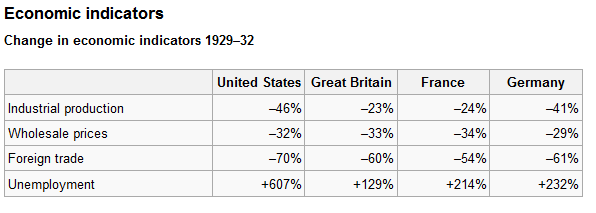 Economic indicators
Change in economic indicators 1929–32
United States Great Britain France Germany
Industrial production –46% –23% –24% –41%
Wholesale prices –32% –33% –34% –29%
Foreign trade –70% –60% –54% –61%
Unemployment +607% +129% +214% +232%